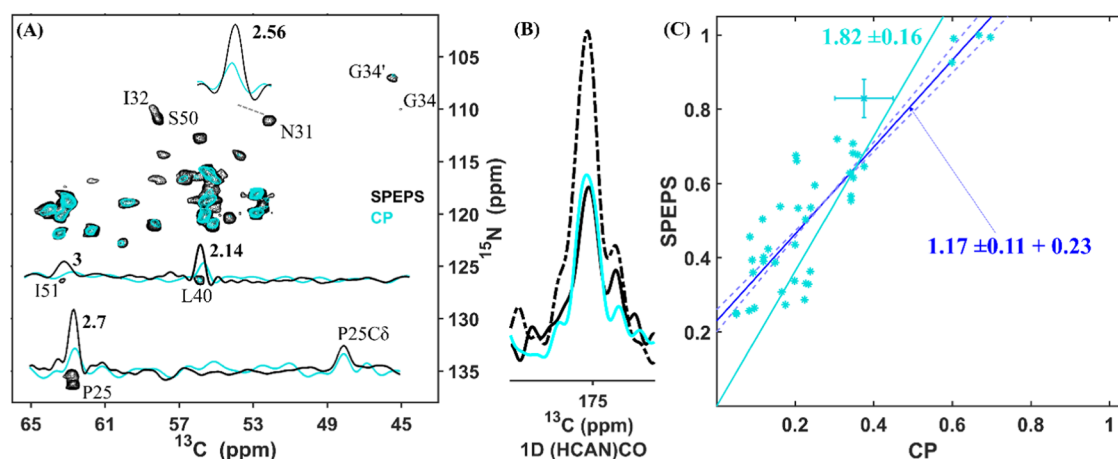 (A)
2.56
G34'
I32
S50
G34
N31
SPEPS
CP
2.14
3
I51
L40
2.7
P25Cδ
P25
105
110
115
120
125
130
135
¹⁵N (ppm)
65 61 57 53 49 45
¹³C (ppm)
(B)
175
¹³C (ppm)
1D (HCAN)CO
(C)
1.82 ±0.16
1.17 ±0.11 + 0.23
1
0.8
0.6
0.4
0.2
SPEPS
0.2 0.4 0.6 0.8 1
CP